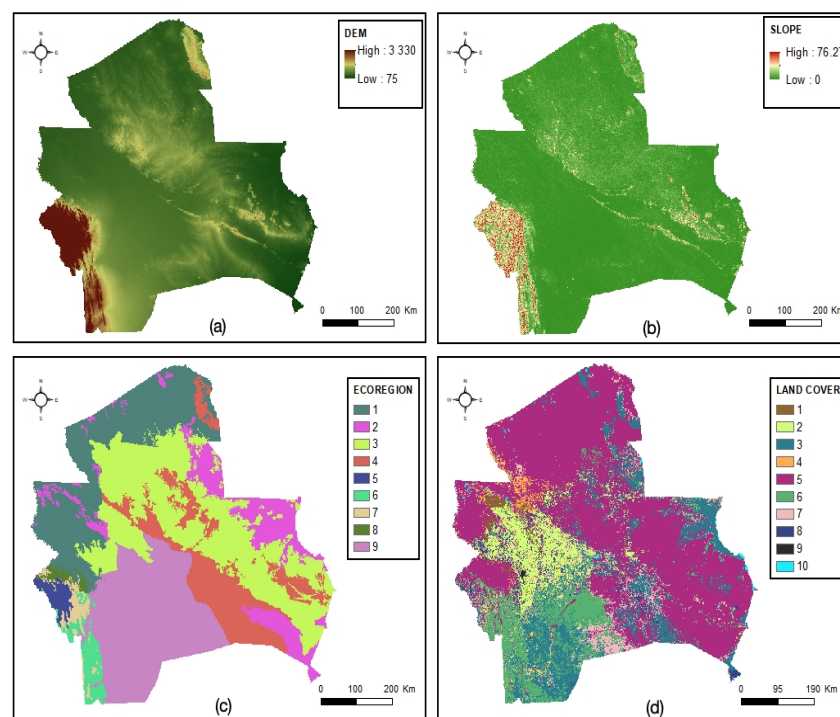 N
W E
S
DEM
High : 3 330
Low : 75
0 100 200 Km
(a)
N
W E
S
SLOPE
High : 76.27
Low : 0
0 100 200 Km
(b)
N
W E
S
ECOREGION
1
2
3
4
5
6
7
8
9
0 100 200 Km
(c)
N
W E
S
LAND COVER
1
2
3
4
5
6
7
8
9
10
0 95 190 Km
(d)